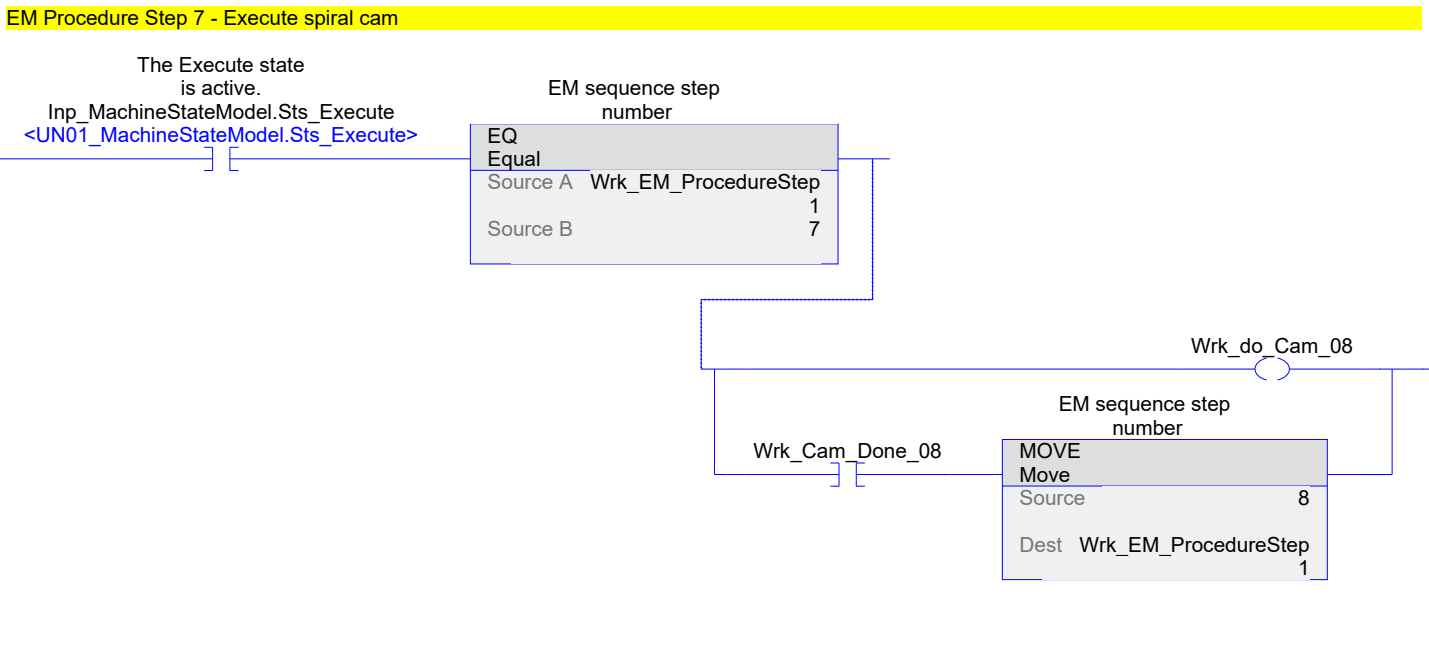 EM Procedure Step 7 - Execute spiral cam
The Execute state
is active.
Inp_MachineStateModel.Sts_Execute
<UN01_MachineStateModel.Sts_Execute>
EM sequence step
number
EQ
Equal
Source A Wrk_EM_ProcedureStep
1
Source B 7
Wrk_do_Cam_08
Wrk_Cam_Done_08
EM sequence step
number
MOVE
Move
Source 8
Dest Wrk_EM_ProcedureStep
1